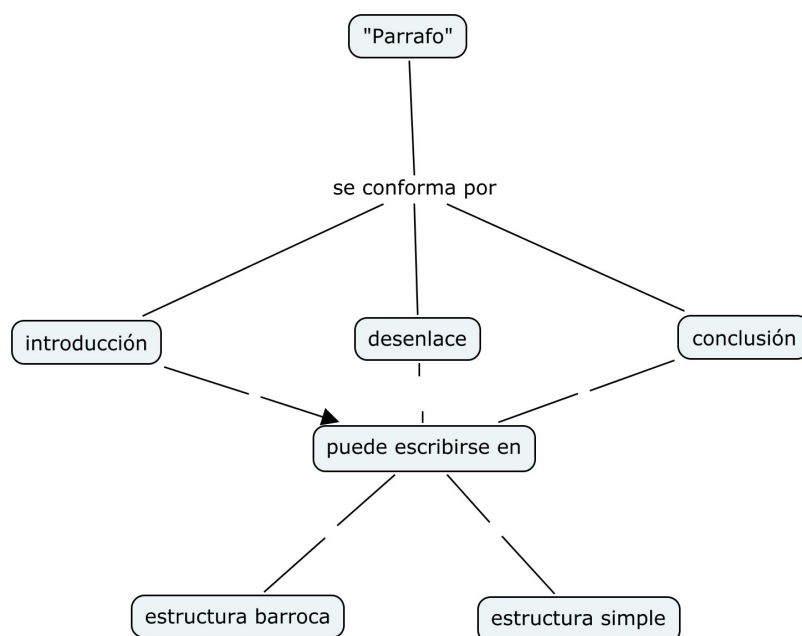 "Parrafo"
se conforma por
introducción
desenlace
conclusión
puede escribirse en
estructura barroca
estructura simple